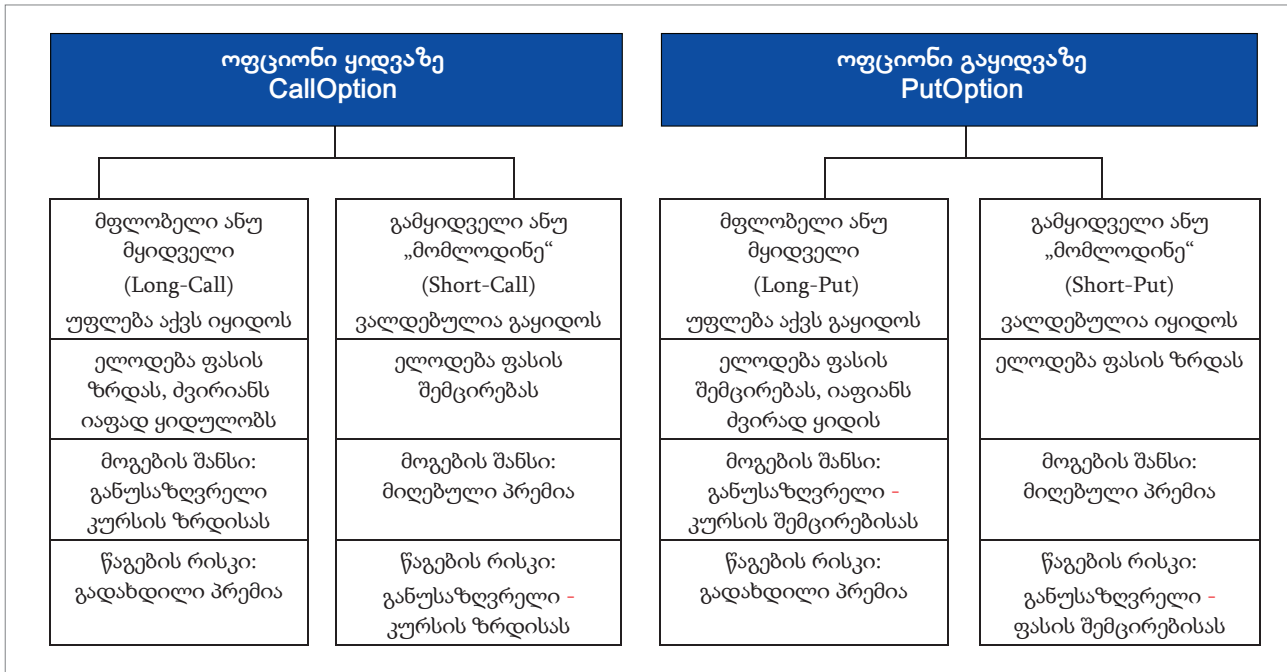 ოფციონი ყიდვაზე
CallOption
ოფციონი გაყიდვაზე
PutOption
მფლობელი ანუ
მყიდველი
(Long-Call)
უფლება აქვს იყიდოს
ელოდება ფასის
ზრდას, ძვირიანს
იაფად ყიდულობს
მოგების შანსი:
განუსაზღვრელი
კურსის ზრდისას
წაგების რისკი:
გადახდილი პრემია
გამყიდველი ანუ
„მომლოდინე“
(Short-Call)
ვალდებულია გაყიდოს
ელოდება ფასის
შემცირებას
მოგების შანსი:
მიღებული პრემია
წაგების რისკი:
განუსაზღვრელი -
კურსის ზრდისას
მფლობელი ანუ
მყიდველი
(Long-Put)
უფლება აქვს გაყიდოს
ელოდება ფასის
შემცირებას, იაფიანს
ძვირად ყიდის
მოგების შანსი:
განუსაზღვრელი -
კურსის შემცირებისას
წაგების რისკი:
გადახდილი პრემია
გამყიდველი ანუ
„მომლოდინე“
(Short-Put)
ვალდებულია იყიდოს
ელოდება ფასის ზრდას
მოგების შანსი:
მიღებული პრემია
წაგების რისკი:
განუსაზღვრელი -
ფასის შემცირებისას